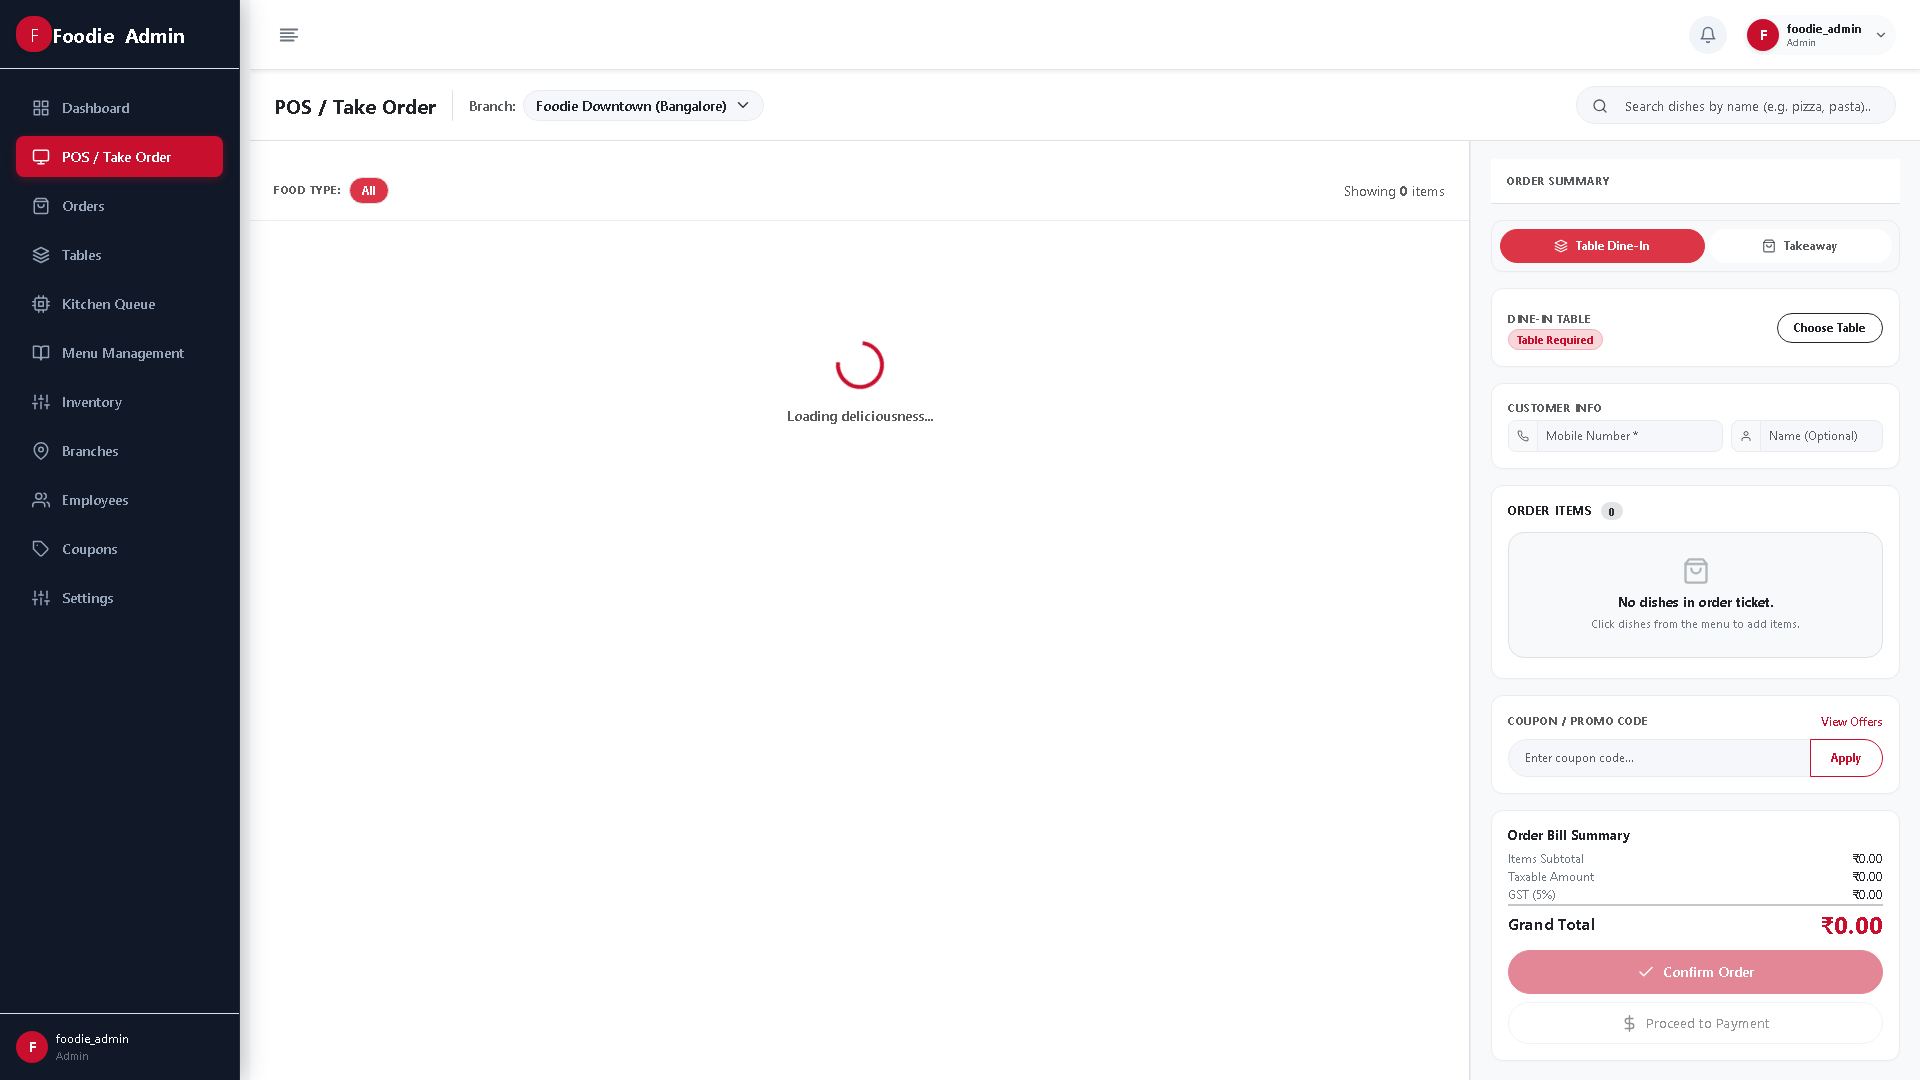 F Foodie Admin
Dashboard
POS / Take Order
Orders
Tables
Kitchen Queue
Menu Management
Inventory
Branches
Employees
Coupons
Settings
F foodie_admin
Admin
F foodie_admin
Admin
POS / Take Order
Branch: Foodie Downtown (Bangalore)
Search dishes by name (e.g. pizza, pasta)..
FOOD TYPE: All
Showing 0 items
Loading deliciousness...
ORDER SUMMARY
Table Dine-In
Takeaway
DINE-IN TABLE
Table Required
Choose Table
CUSTOMER INFO
Mobile Number *
Name (Optional)
ORDER ITEMS 0
No dishes in order ticket.
Click dishes from the menu to add items.
COUPON / PROMO CODE
View Offers
Enter coupon code...
Apply
Order Bill Summary
Items Subtotal ₹0.00
Taxable Amount ₹0.00
GST (5%) ₹0.00
Grand Total ₹0.00
Confirm Order
Proceed to Payment